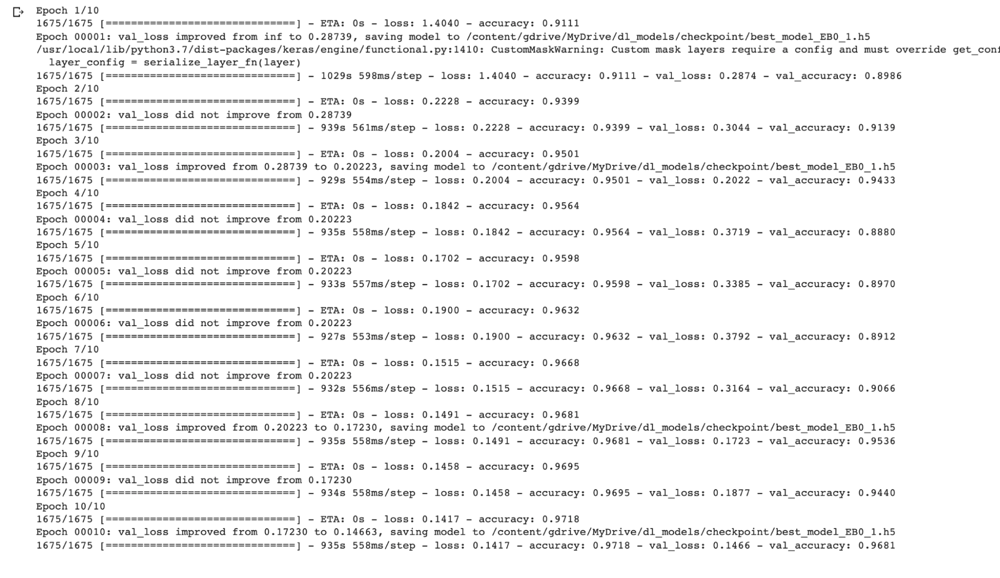 Epoch 1/10
1675/1675 [==============================] - ETA: 0s - loss: 1.4040 - accuracy: 0.9111
Epoch 00001: val_loss improved from inf to 0.28739, saving model to /content/gdrive/MyDrive/dl_models/checkpoint/best_model_EB0_1.h5
/usr/local/lib/python3.7/dist-packages/keras/engine/functional.py:1410: CustomMaskWarning: Custom mask layers require a config and must override get_conf
  layer_config = serialize_layer_fn(layer)
1675/1675 [==============================] - 1029s 598ms/step - loss: 1.4040 - accuracy: 0.9111 - val_loss: 0.2874 - val_accuracy: 0.8986
Epoch 2/10
1675/1675 [==============================] - ETA: 0s - loss: 0.2228 - accuracy: 0.9399
Epoch 00002: val_loss did not improve from 0.28739
1675/1675 [==============================] - 939s 561ms/step - loss: 0.2228 - accuracy: 0.9399 - val_loss: 0.3044 - val_accuracy: 0.9139
Epoch 3/10
1675/1675 [==============================] - ETA: 0s - loss: 0.2004 - accuracy: 0.9501
Epoch 00003: val_loss improved from 0.28739 to 0.20223, saving model to /content/gdrive/MyDrive/dl_models/checkpoint/best_model_EB0_1.h5
1675/1675 [==============================] - 929s 554ms/step - loss: 0.2004 - accuracy: 0.9501 - val_loss: 0.2022 - val_accuracy: 0.9433
Epoch 4/10
1675/1675 [==============================] - ETA: 0s - loss: 0.1842 - accuracy: 0.9564
Epoch 00004: val_loss did not improve from 0.20223
1675/1675 [==============================] - 935s 558ms/step - loss: 0.1842 - accuracy: 0.9564 - val_loss: 0.3719 - val_accuracy: 0.8880
Epoch 5/10
1675/1675 [==============================] - ETA: 0s - loss: 0.1702 - accuracy: 0.9598
Epoch 00005: val_loss did not improve from 0.20223
1675/1675 [==============================] - 933s 557ms/step - loss: 0.1702 - accuracy: 0.9598 - val_loss: 0.3385 - val_accuracy: 0.8970
Epoch 6/10
1675/1675 [==============================] - ETA: 0s - loss: 0.1900 - accuracy: 0.9632
Epoch 00006: val_loss did not improve from 0.20223
1675/1675 [==============================] - 927s 553ms/step - loss: 0.1900 - accuracy: 0.9632 - val_loss: 0.3792 - val_accuracy: 0.8912
Epoch 7/10
1675/1675 [==============================] - ETA: 0s - loss: 0.1515 - accuracy: 0.9668
Epoch 00007: val_loss did not improve from 0.20223
1675/1675 [==============================] - 932s 556ms/step - loss: 0.1515 - accuracy: 0.9668 - val_loss: 0.3164 - val_accuracy: 0.9066
Epoch 8/10
1675/1675 [==============================] - ETA: 0s - loss: 0.1491 - accuracy: 0.9681
Epoch 00008: val_loss improved from 0.20223 to 0.17230, saving model to /content/gdrive/MyDrive/dl_models/checkpoint/best_model_EB0_1.h5
1675/1675 [==============================] - 935s 558ms/step - loss: 0.1491 - accuracy: 0.9681 - val_loss: 0.1723 - val_accuracy: 0.9536
Epoch 9/10
1675/1675 [==============================] - ETA: 0s - loss: 0.1458 - accuracy: 0.9695
Epoch 00009: val_loss did not improve from 0.17230
1675/1675 [==============================] - 934s 558ms/step - loss: 0.1458 - accuracy: 0.9695 - val_loss: 0.1877 - val_accuracy: 0.9440
Epoch 10/10
1675/1675 [==============================] - ETA: 0s - loss: 0.1417 - accuracy: 0.9718
Epoch 00010: val_loss improved from 0.17230 to 0.14663, saving model to /content/gdrive/MyDrive/dl_models/checkpoint/best_model_EB0_1.h5
1675/1675 [==============================] - 935s 558ms/step - loss: 0.1417 - accuracy: 0.9718 - val_loss: 0.1466 - val_accuracy: 0.9681